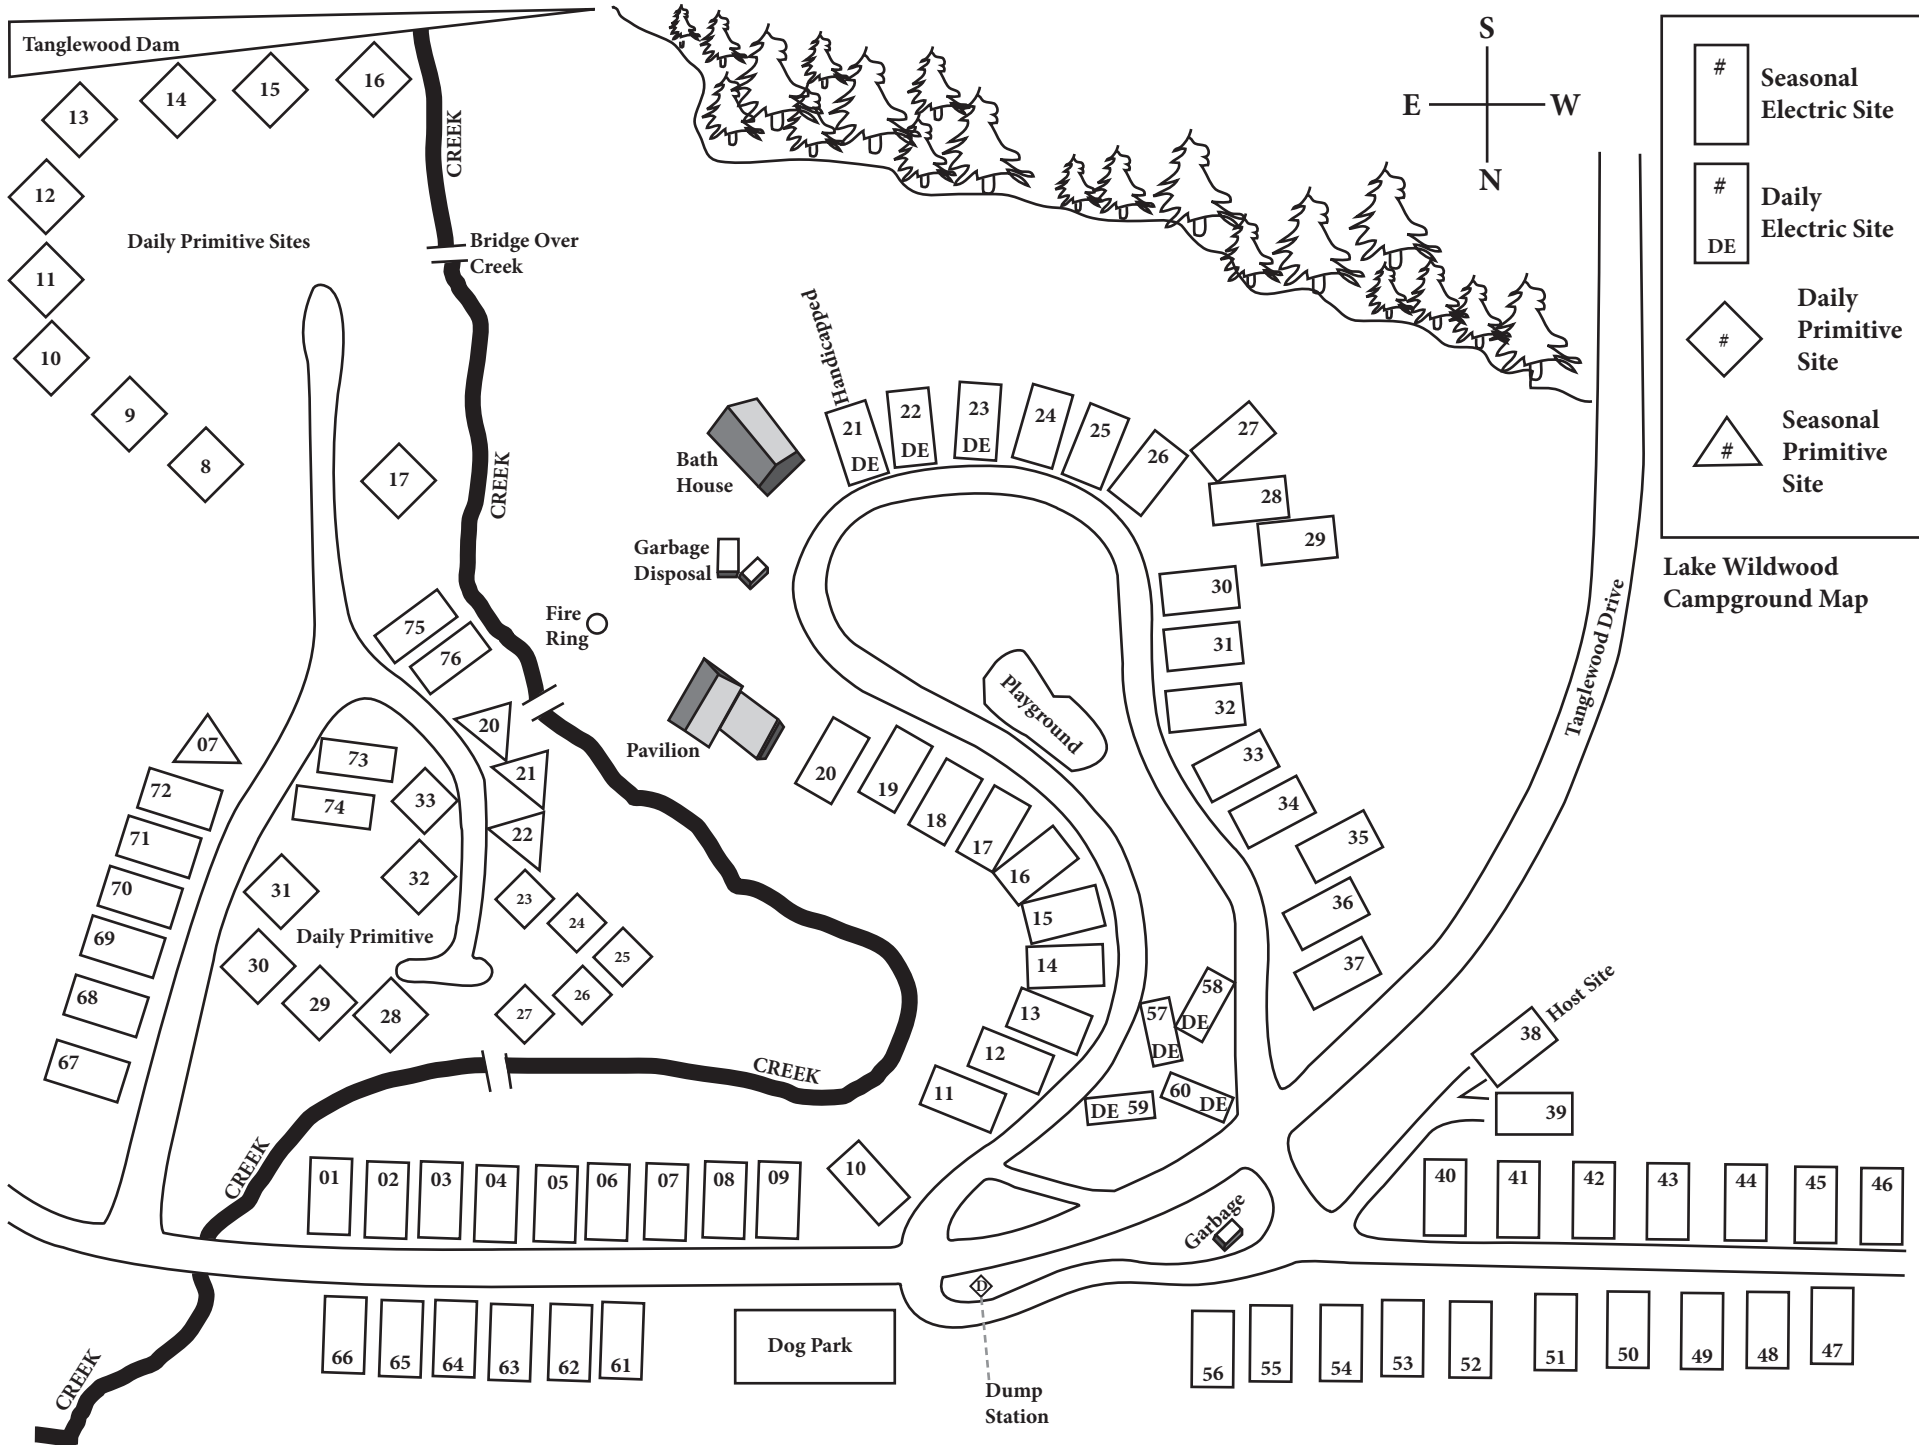 Tanglewood Dam
16
15
14
13
12
11
10
9
8
17
Daily Primitive Sites
CREEK
Bridge Over
Creek
CREEK
S
E
W
N
#
Seasonal
Electric Site
#
DE
Daily
Electric Site
#
Daily
Primitive
Site
#
Seasonal
Primitive
Site
Lake Wildwood
Campground Map
Tanglewood Drive
Handicapped
Bath
House
21
DE
22
DE
23
DE
24
25
26
27
28
29
30
31
32
33
34
35
36
37
Garbage
Disposal
Fire
Ring
Pavilion
Playground
75
76
20
21
22
07
72
71
70
69
68
67
73
74
33
32
31
30
29
28
Daily Primitive
23
24
25
26
27
20
19
18
17
16
15
14
13
12
11
10
57
DE
58
DE
DE 59
60
DE
Host Site
38
39
CREEK
CREEK
01
02
03
04
05
06
07
08
09
40
41
42
43
44
45
46
Garbage
D
Dump
Station
Dog Park
66
65
64
63
62
61
56
55
54
53
52
51
50
49
48
47
CREEK